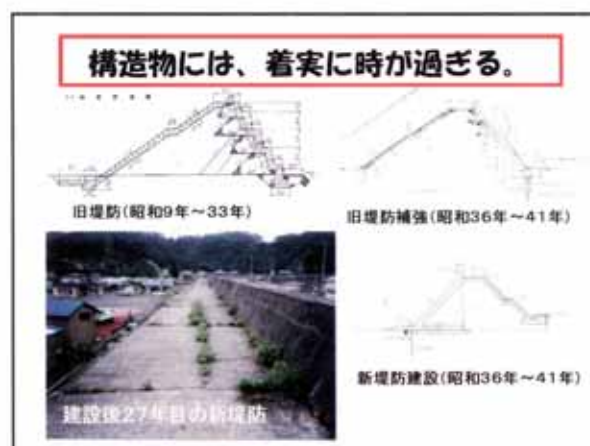 構造物には、着実に時が過ぎる。
旧堤防(昭和9年〜33年)
旧堤防補強(昭和36年〜41年)
建設後27年目の新堤防
新堤防建設(昭和36年〜41年)